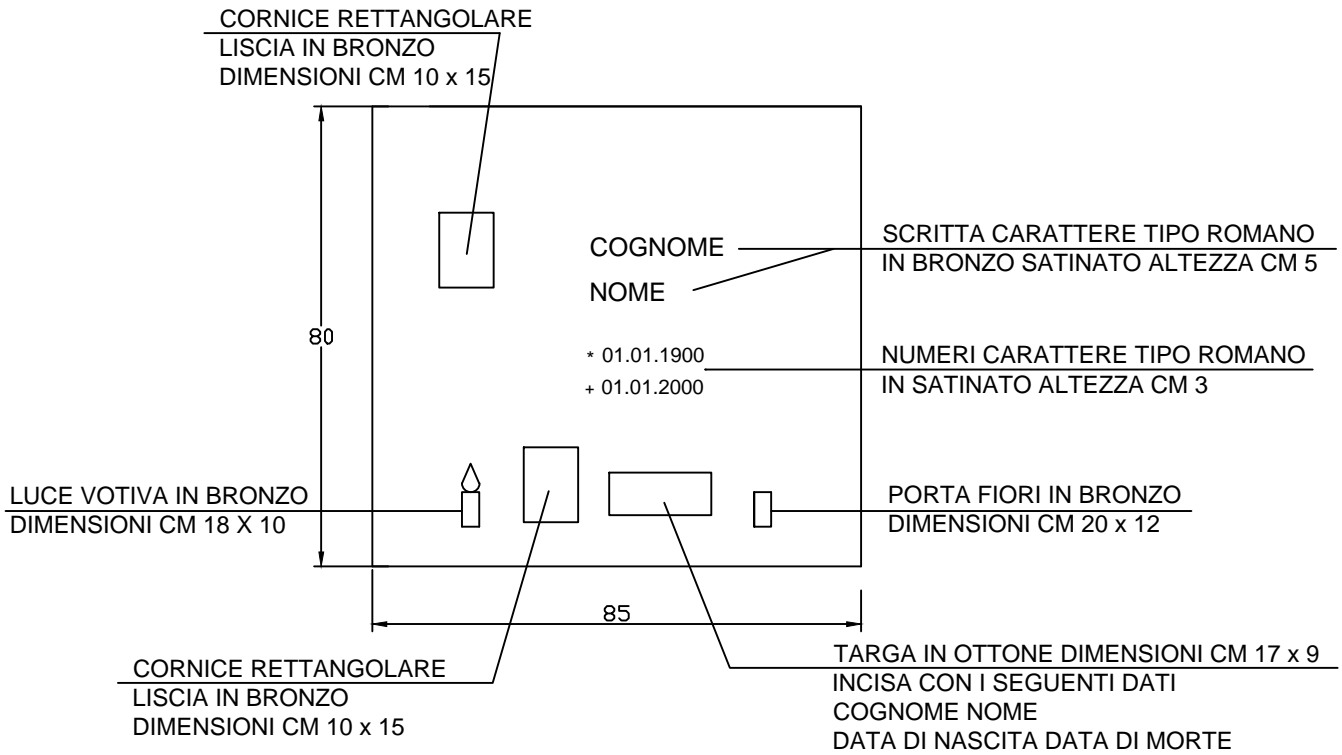 CORNICE RETTANGOLARE
LISCIA IN BRONZO
DIMENSIONI CM 10 x 15
80
COGNOME
NOME
SCRITTA CARATTERE TIPO ROMANO
IN BRONZO SATINATO ALTEZZA CM 5
* 01.01.1900
+ 01.01.2000
NUMERI CARATTERE TIPO ROMANO
IN SATINATO ALTEZZA CM 3
LUCE VOTIVA IN BRONZO
DIMENSIONI CM 18 X 10
PORTA FIORI IN BRONZO
DIMENSIONI CM 20 x 12
85
CORNICE RETTANGOLARE
LISCIA IN BRONZO
DIMENSIONI CM 10 x 15
TARGA IN OTTONE DIMENSIONI CM 17 x 9
INCISA CON I SEGUENTI DATI
COGNOME NOME
DATA DI NASCITA DATA DI MORTE